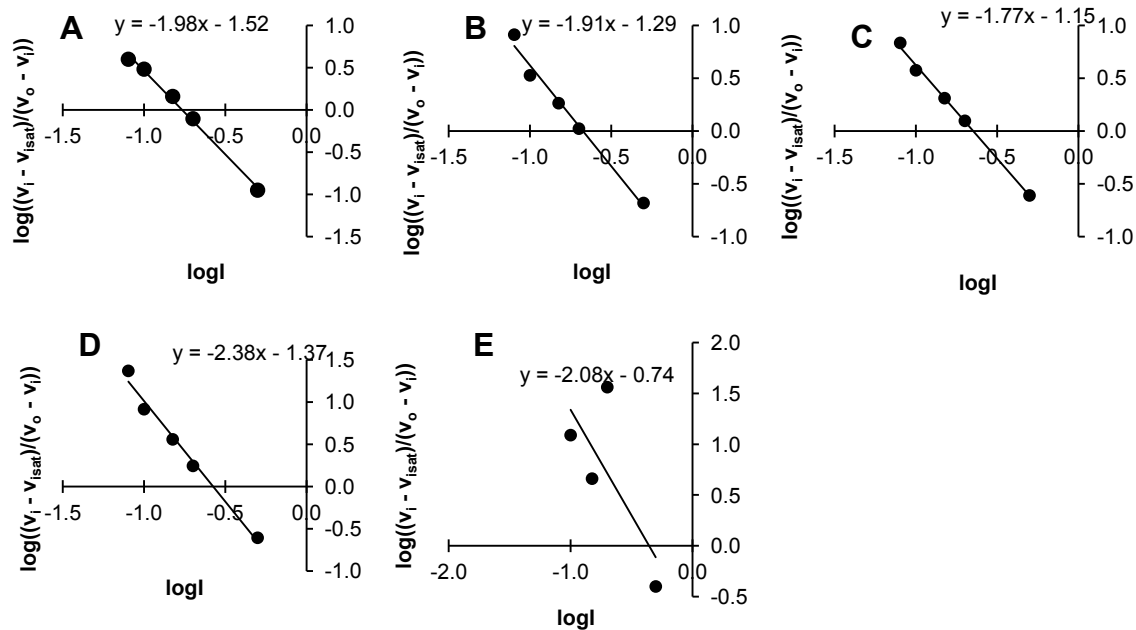 A
y = -1.98x - 1.52
1.0
0.5
0.0
-0.5
-1.0
-1.5
-1.5 -1.0 -0.5 0.0
log((vᵢ - vᵢₛₐₜ)/(vₒ - vᵢ))
logI
B
y = -1.91x - 1.29
1.0
0.5
0.0
-0.5
-1.0
-1.5 -1.0 -0.5 0.0
log((vᵢ - vᵢₛₐₜ)/(vₒ - vᵢ))
logI
C
y = -1.77x - 1.15
1.0
0.5
0.0
-0.5
-1.0
-1.5 -1.0 -0.5 0.0
log((vᵢ - vᵢₛₐₜ)/(vₒ - vᵢ))
logI
D
y = -2.38x - 1.37
1.5
1.0
0.5
0.0
-0.5
-1.0
-1.5 -1.0 -0.5 0.0
log((vᵢ - vᵢₛₐₜ)/(vₒ - vᵢ))
logI
E
y = -2.08x - 0.74
2.0
1.5
1.0
0.5
0.0
-0.5
-2.0 -1.0 0.0
log((vᵢ - vᵢₛₐₜ)/(vₒ - vᵢ))
logI